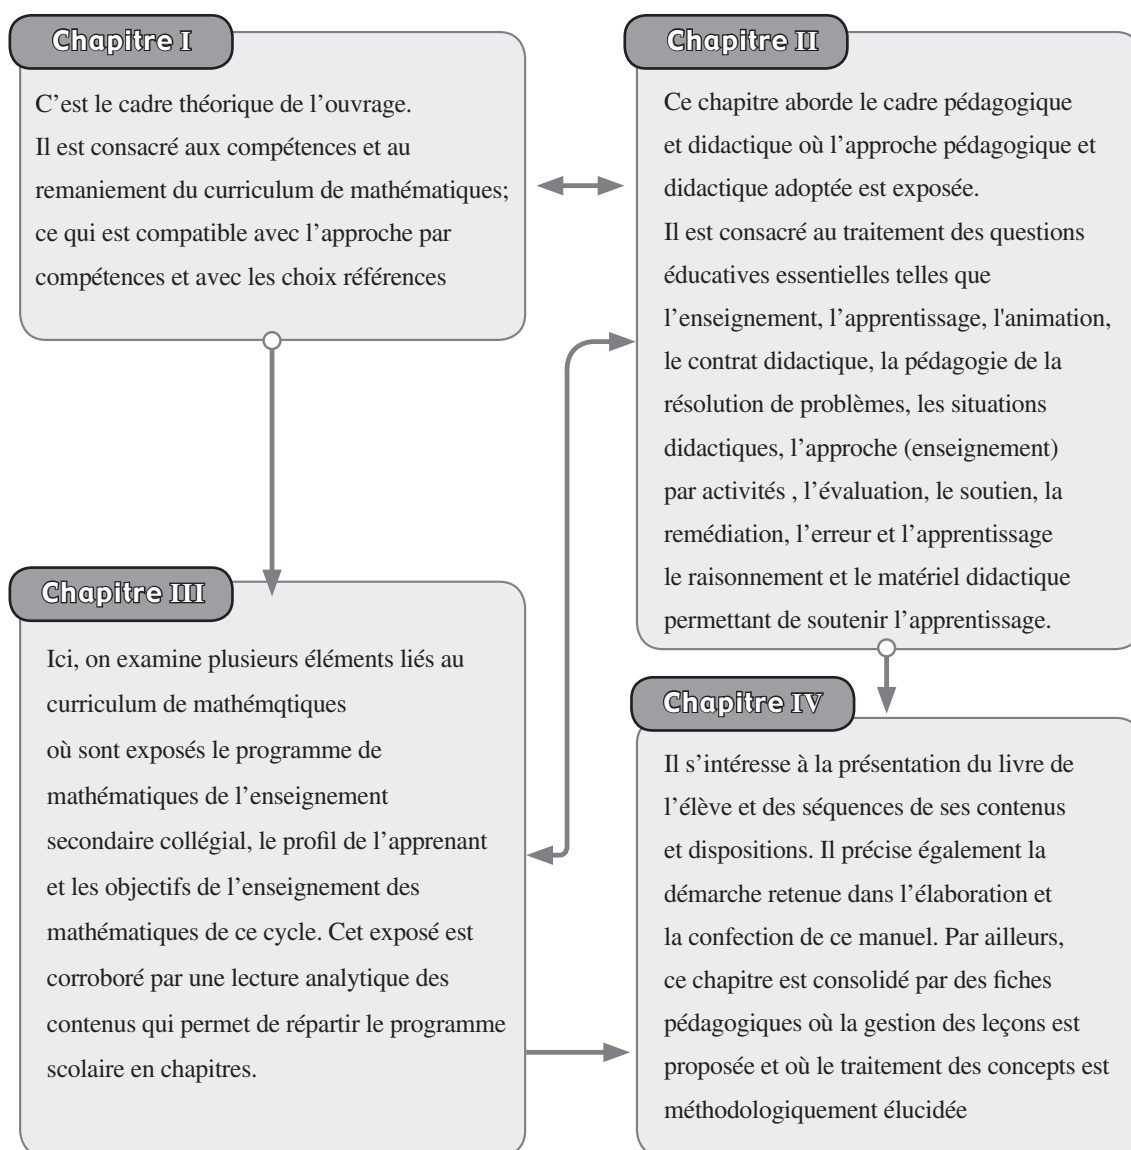 Chapitre I
C’est le cadre théorique de l’ouvrage.
Il est consacré aux compétences et au
remaniement du curriculum de mathématiques;
ce qui est compatible avec l’approche par
compétences et avec les choix références
Chapitre II
Ce chapitre aborde le cadre pédagogique
et didactique où l’approche pédagogique et
didactique adoptée est exposée.
Il est consacré au traitement des questions
éducatives essentielles telles que
l’enseignement, l’apprentissage, l'animation,
le contrat didactique, la pédagogie de la
résolution de problèmes, les situations
didactiques, l’approche (enseignement)
par activités , l’évaluation, le soutien, la
remédiation, l’erreur et l’apprentissage
le raisonnement et le matériel didactique
permettant de soutenir l’apprentissage.
Chapitre III
Ici, on examine plusieurs éléments liés au
curriculum de mathémqtiques
où sont exposés le programme de
mathématiques de l’enseignement
secondaire collégial, le profil de l’apprenant
et les objectifs de l’enseignement des
mathématiques de ce cycle. Cet exposé est
corroboré par une lecture analytique des
contenus qui permet de répartir le programme
scolaire en chapitres.
Chapitre IV
Il s’intéresse à la présentation du livre de
l’élève et des séquences de ses contenus
et dispositions. Il précise également la
démarche retenue dans l’élaboration et
la confection de ce manuel. Par ailleurs,
ce chapitre est consolidé par des fiches
pédagogiques où la gestion des leçons est
proposée et où le traitement des concepts est
méthodologiquement élucidée